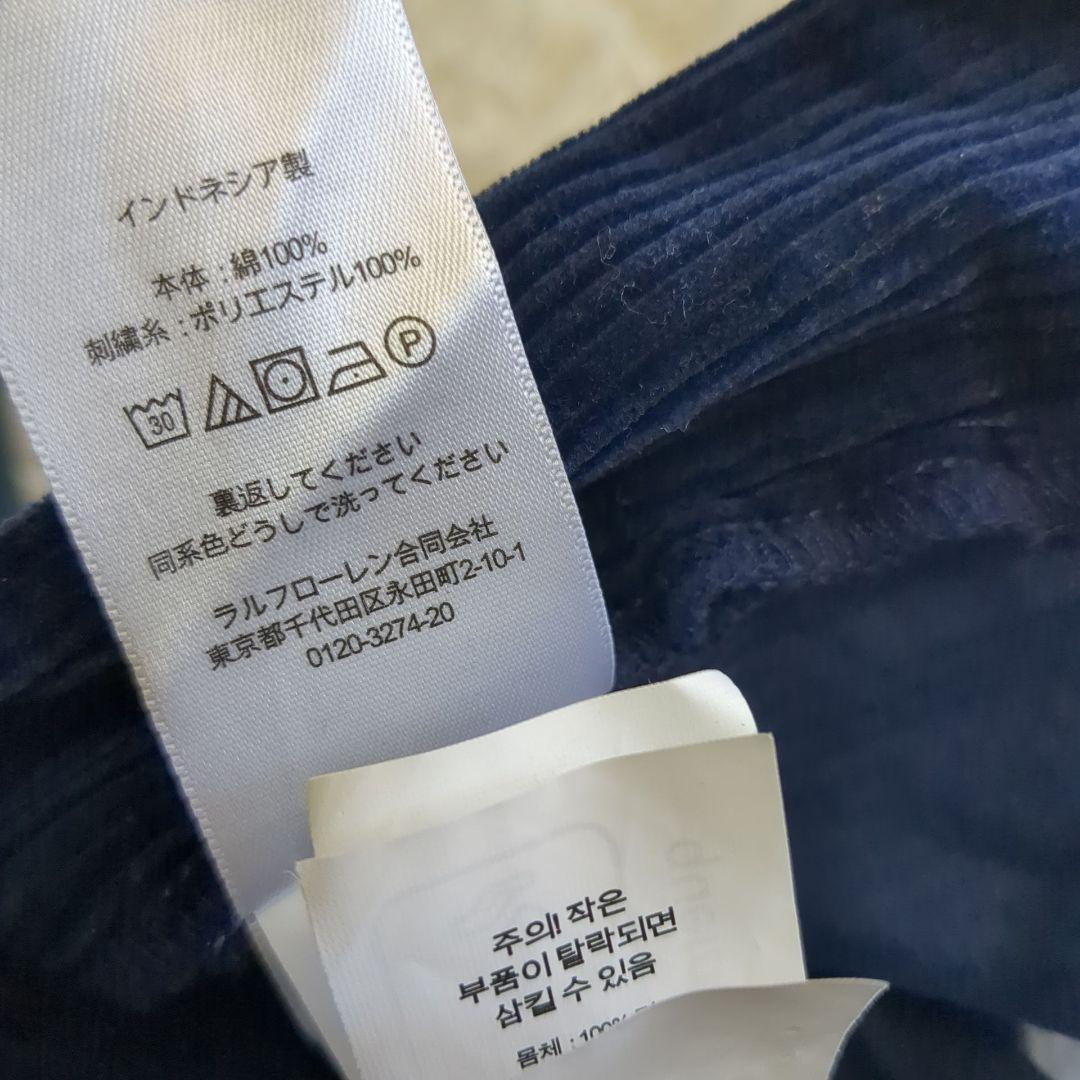 インドネシア製
本体 : 綿100%
刺繍糸 : ポリエステル100%
30
P
裏返してください
同系色どうしで洗ってください
ラルフローレン合同会社
東京都千代田区永田町2-10-1
0120-3274-20
주의! 작은
부품이 탈락되면
삼킬 수 있음
몸체 : 100%